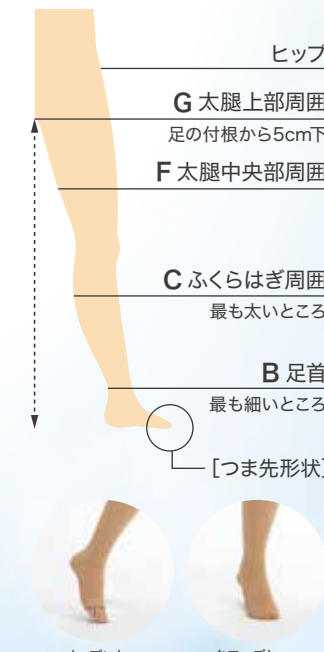 ヒップ
G 太腿上部周囲
足の付根から5cm下
F 太腿中央部周囲
C ふくらはぎ周囲
最も太いところ
B 足首
最も細いところ
[つま先形状]